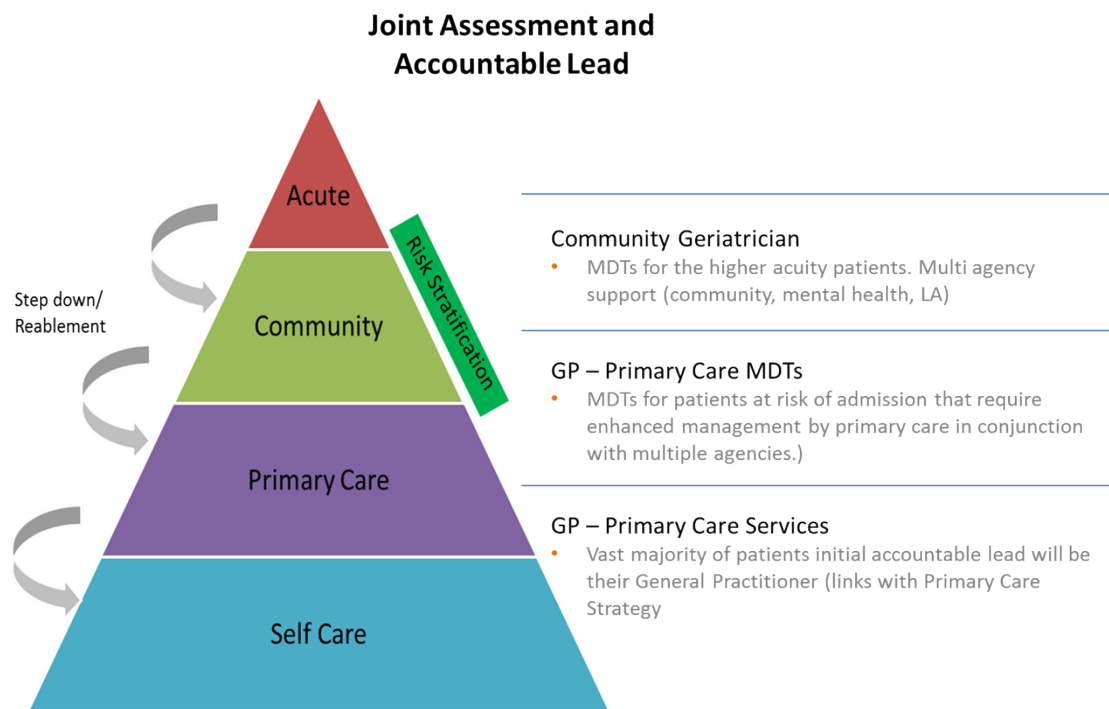 Joint Assessment and
Accountable Lead
Acute
Community
Primary Care
Self Care
Risk Stratification
Step down/
Reablement
Community Geriatrician
• MDTs for the higher acuity patients. Multi agency
support (community, mental health, LA)
GP – Primary Care MDTs
• MDTs for patients at risk of admission that require
enhanced management by primary care in conjunction
with multiple agencies.)
GP – Primary Care Services
• Vast majority of patients initial accountable lead will be
their General Practitioner (links with Primary Care
Strategy